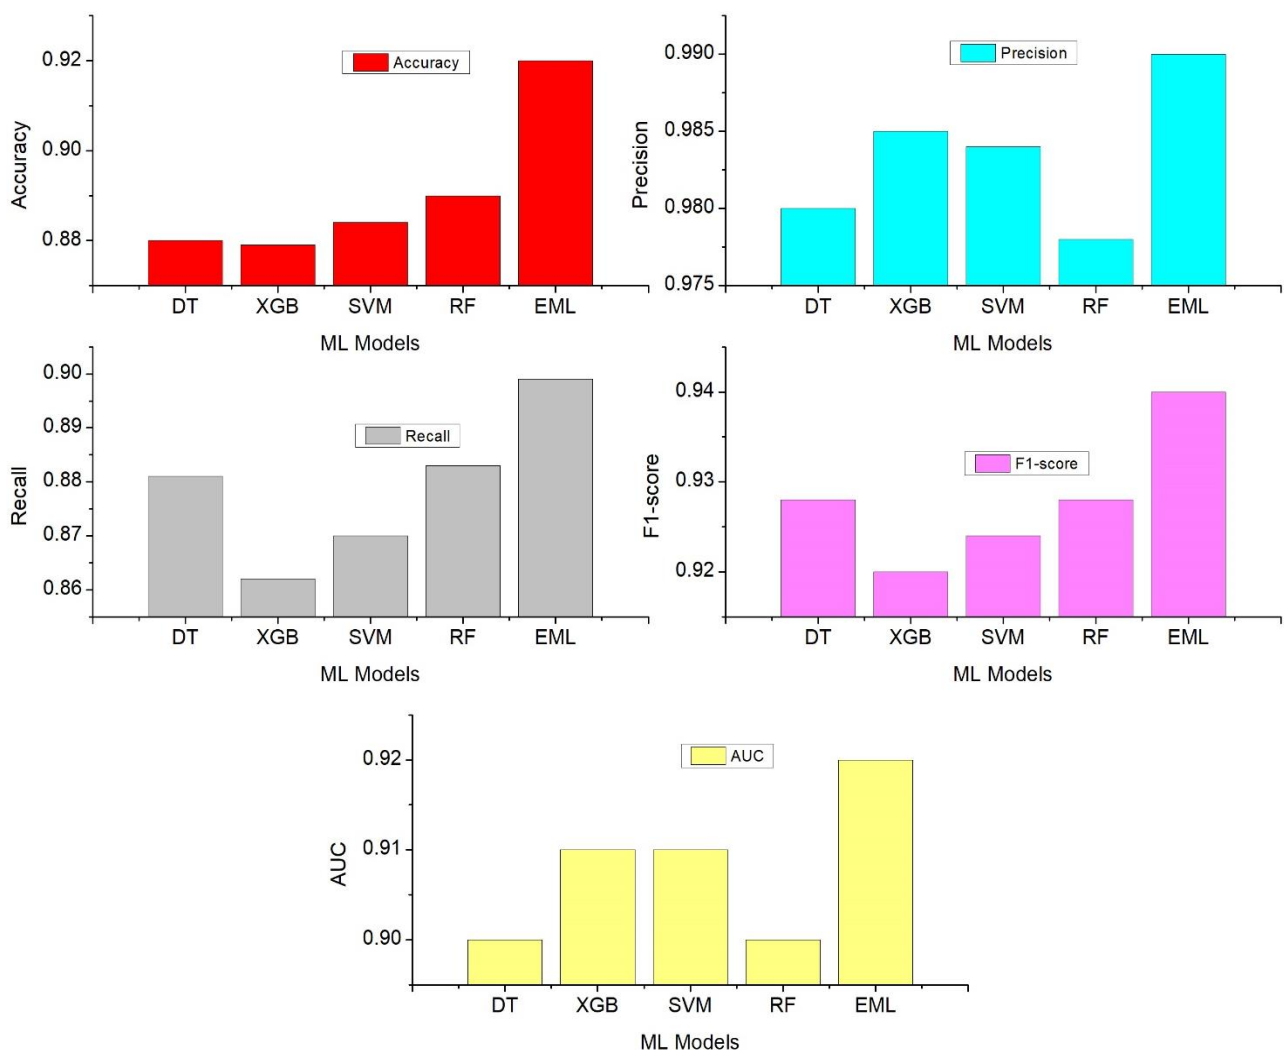 Accuracy
0.92
0.90
0.88
Accuracy
DT XGB SVM RF EML
ML Models
Precision
0.990
0.985
0.980
0.975
Precision
DT XGB SVM RF EML
ML Models
Recall
0.90
0.89
0.88
0.87
0.86
Recall
DT XGB SVM RF EML
ML Models
F1-score
0.94
0.93
0.92
F1-score
DT XGB SVM RF EML
ML Models
AUC
0.92
0.91
0.90
AUC
DT XGB SVM RF EML
ML Models